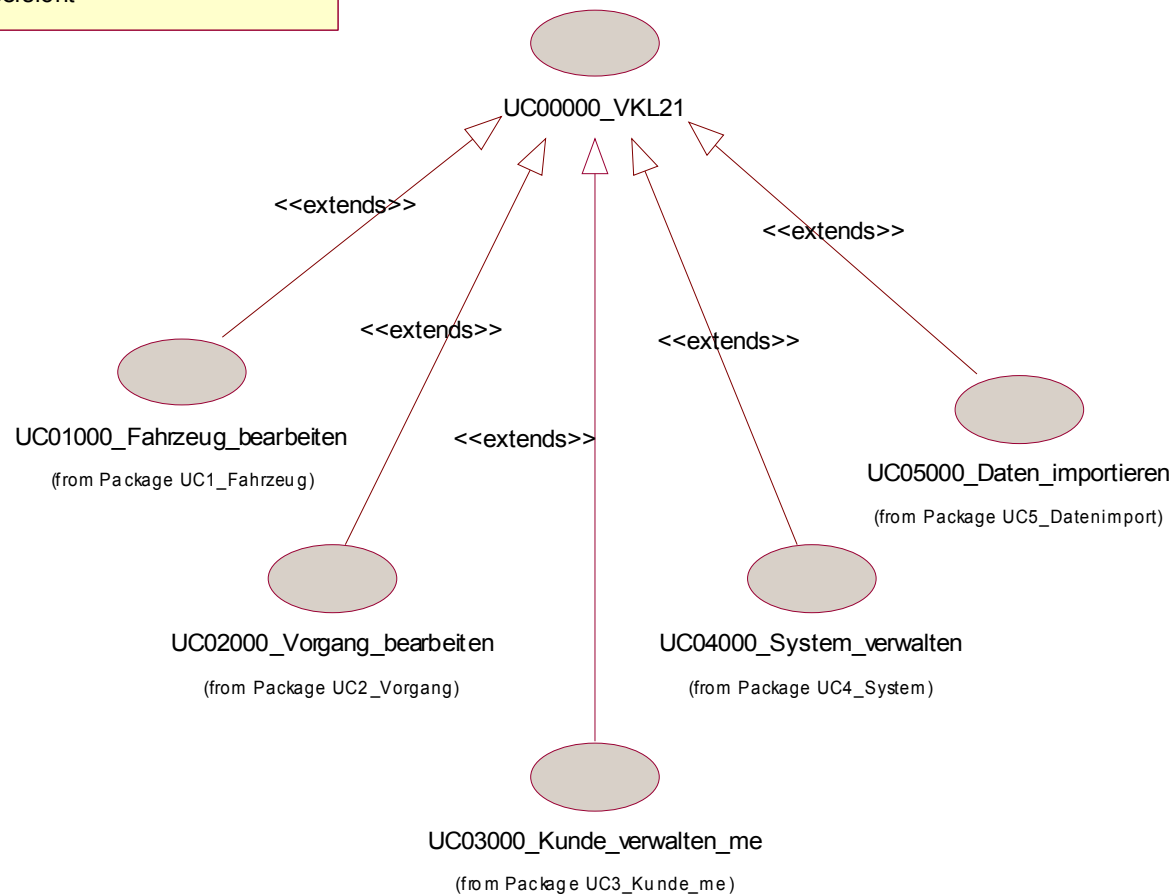 UC00000_VKL21
<<extends>>
<<extends>>
<<extends>>
<<extends>>
<<extends>>
UC01000_Fahrzeug_bearbeiten
(from Package UC1_Fahrzeug)
UC05000_Daten_importieren
(from Package UC5_Datenimport)
UC02000_Vorgang_bearbeiten
(from Package UC2_Vorgang)
UC04000_System_verwalten
(from Package UC4_System)
UC03000_Kunde_verwalten_me
(from Package UC3_Kunde_me)